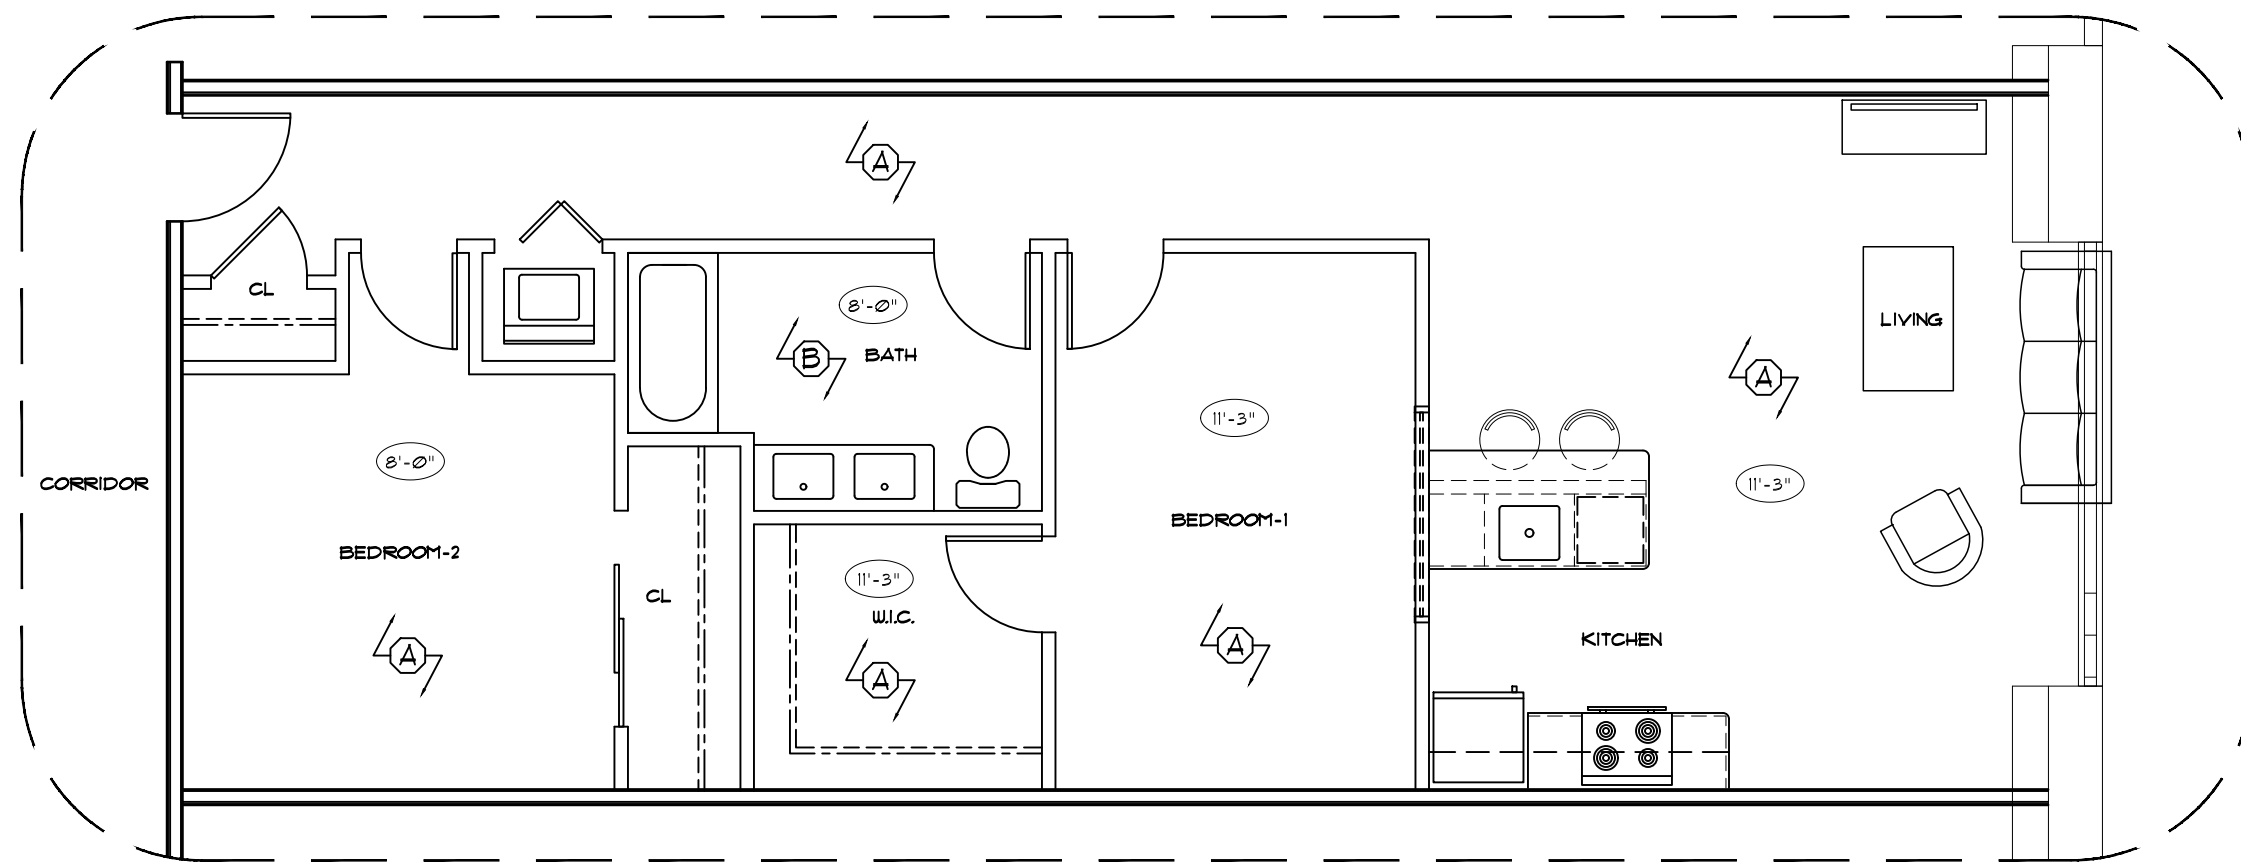 A
CL
8'-0"
B
BATH
LIVING
A
11'-3"
8'-0"
CORRIDOR
11'-3"
BEDROOM-1
BEDROOM-2
11'-3"
CL
W.I.C.
KITCHEN
A
A
A